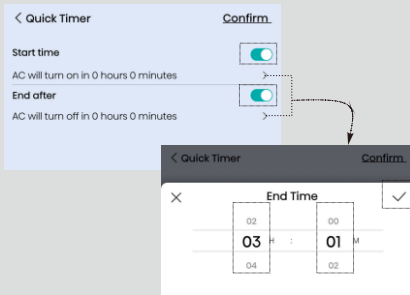 Quick Timer Confirm
Start time
AC will turn on in 0 hours 0 minutes
End after
AC will turn off in 0 hours 0 minutes
Quick Timer Confirm
End Time
02 00
03 H : 01 M
04 02